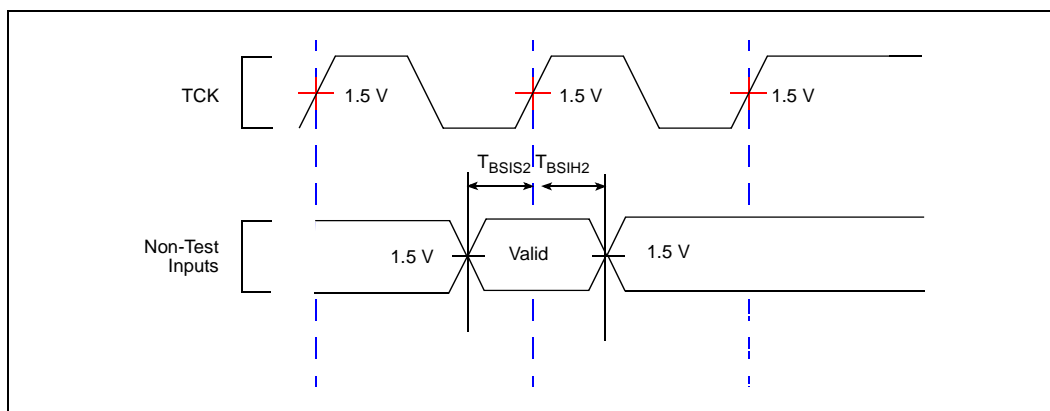 TCK
1.5 V
1.5 V
1.5 V
TBSIS2
TBSIH2
Non-Test
Inputs
1.5 V
Valid
1.5 V